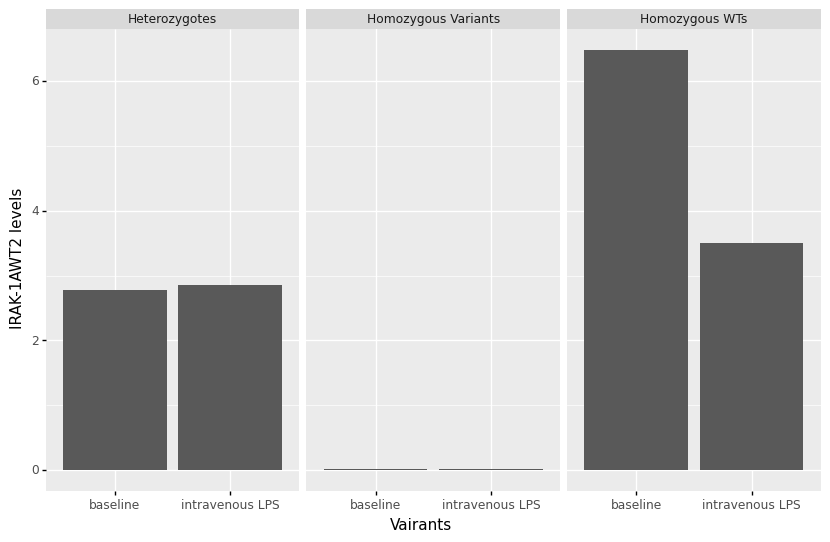 Heterozygotes
Homozygous Variants
Homozygous WTs
IRAK-1AWT2 levels
6
4
2
0
baseline
intravenous LPS
baseline
intravenous LPS
baseline
intravenous LPS
Vairants